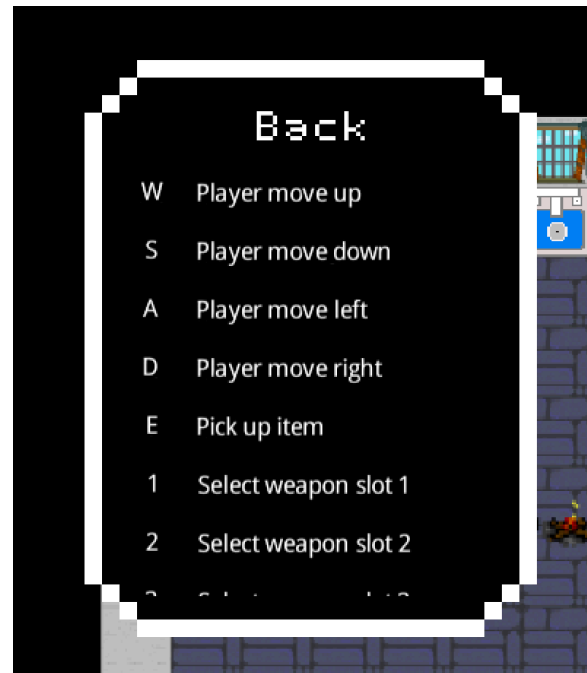 Back
W Player move up
S Player move down
A Player move left
D Player move right
E Pick up item
1 Select weapon slot 1
2 Select weapon slot 2